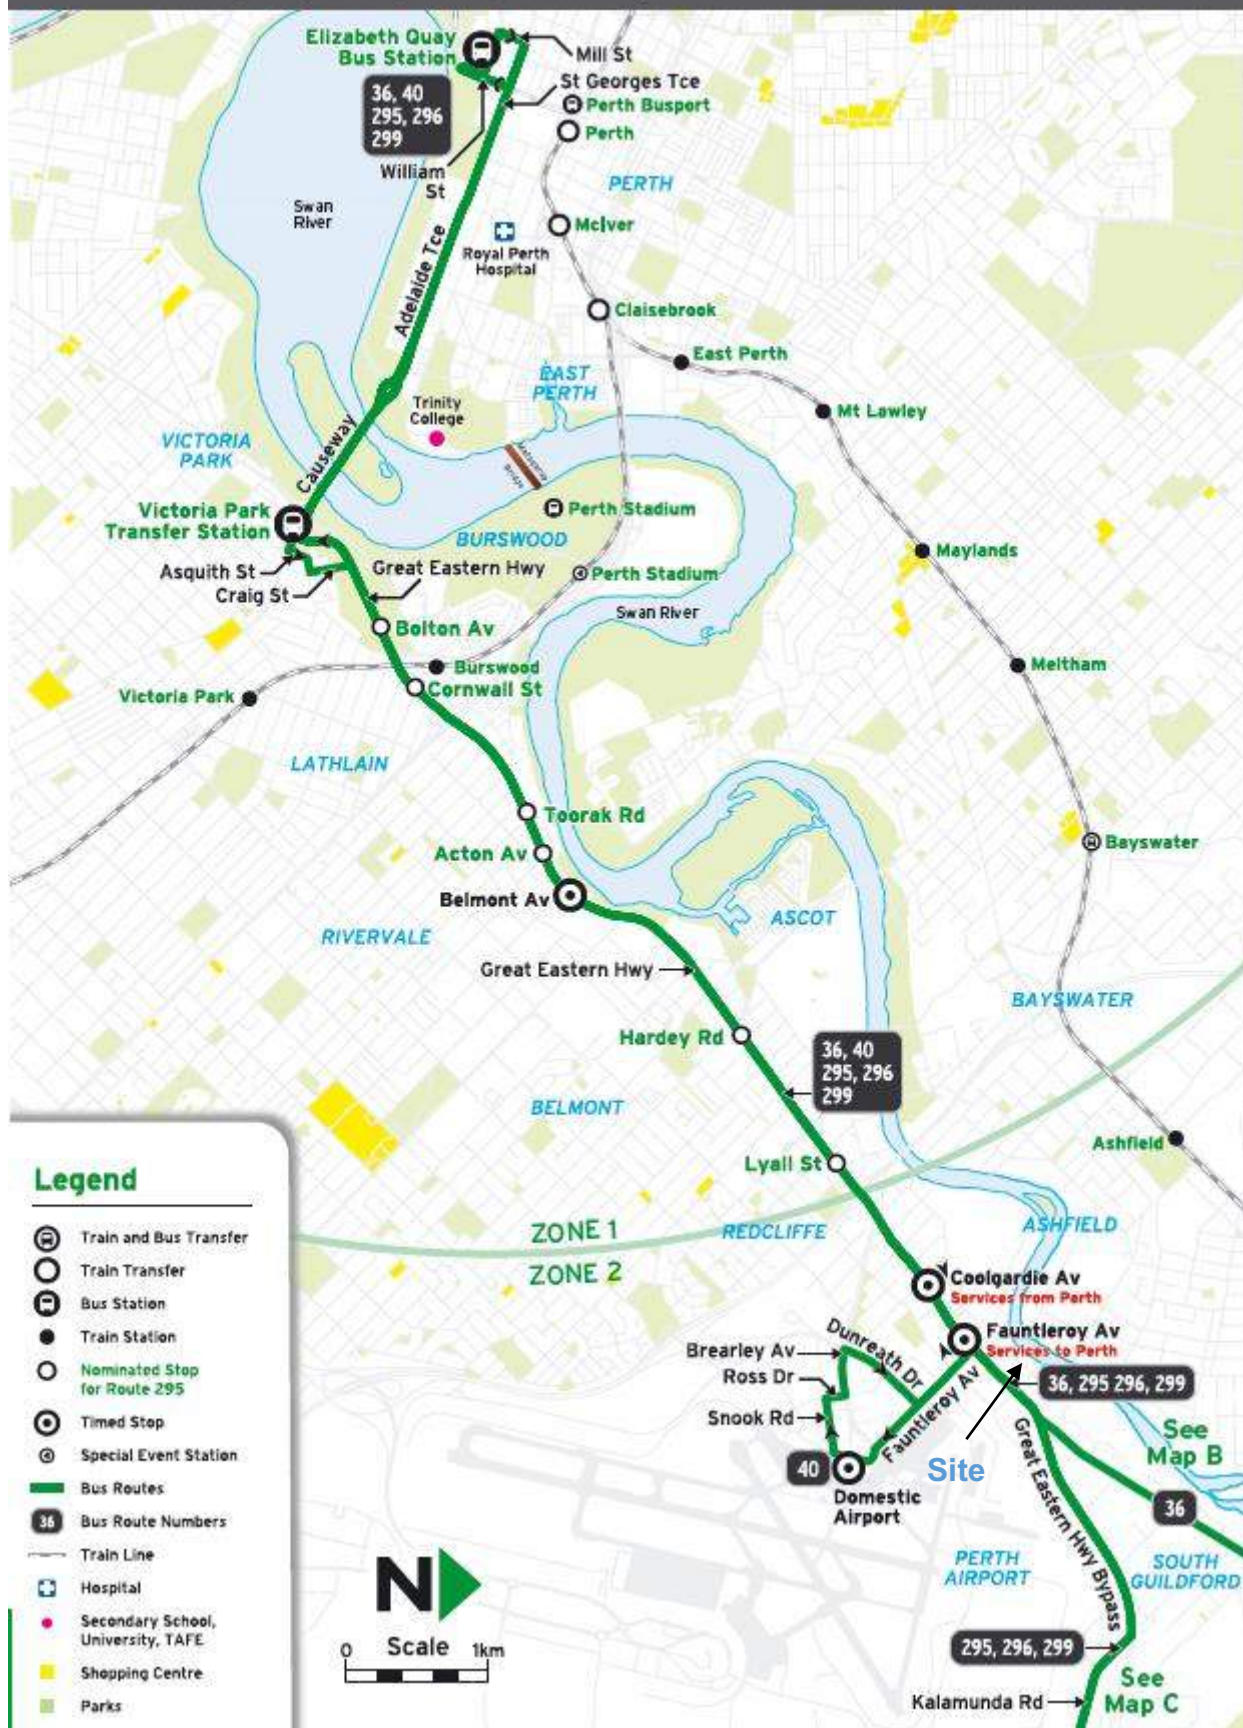 Elizabeth Quay
Bus Station
Mill St
St Georges Tce
36, 40
295, 296
299
Perth Busport
Perth
William
St
PERTH
Swan
River
McIver
Royal Perth
Hospital
Adelaide Tce
Claisebrook
East Perth
EAST
PERTH
Trinity
College
Mt Lawley
VICTORIA
PARK
Causeway
Matagarup
Bridge
Victoria Park
Transfer Station
Perth Stadium
BURSWOOD
Maylands
Asquith St
Great Eastern Hwy
Perth Stadium
Craig St
Swan River
Bolton Av
Burswood
Meltham
Victoria Park
Cornwall St
LATHLAIN
Toorak Rd
Acton Av
Bayswater
Belmont Av
ASCOT
RIVERVALE
Great Eastern Hwy
BAYSWATER
Hardey Rd
36, 40
295, 296
299
BELMONT
Ashfield
Lyall St
ZONE 1
REDCLIFFE
ASHFIELD
ZONE 2
Coolgardie Av
Services from Perth
Fauntleroy Av
Services to Perth
Brearley Av
Dunreath Dr
Ross Dr
36, 295 296, 299
Snook Rd
Fauntleroy Av
Great Eastern Hwy Bypass
See
Map B
Site
40
Domestic
Airport
36
PERTH
AIRPORT
SOUTH
GUILDFORD
295, 296, 299
See
Map C
Kalamunda Rd
Legend
Train and Bus Transfer
Train Transfer
Bus Station
Train Station
Nominated Stop
for Route 295
Timed Stop
Special Event Station
Bus Routes
36
Bus Route Numbers
Train Line
Hospital
Secondary School,
University, TAFE
Shopping Centre
Parks
N
0 Scale 1km